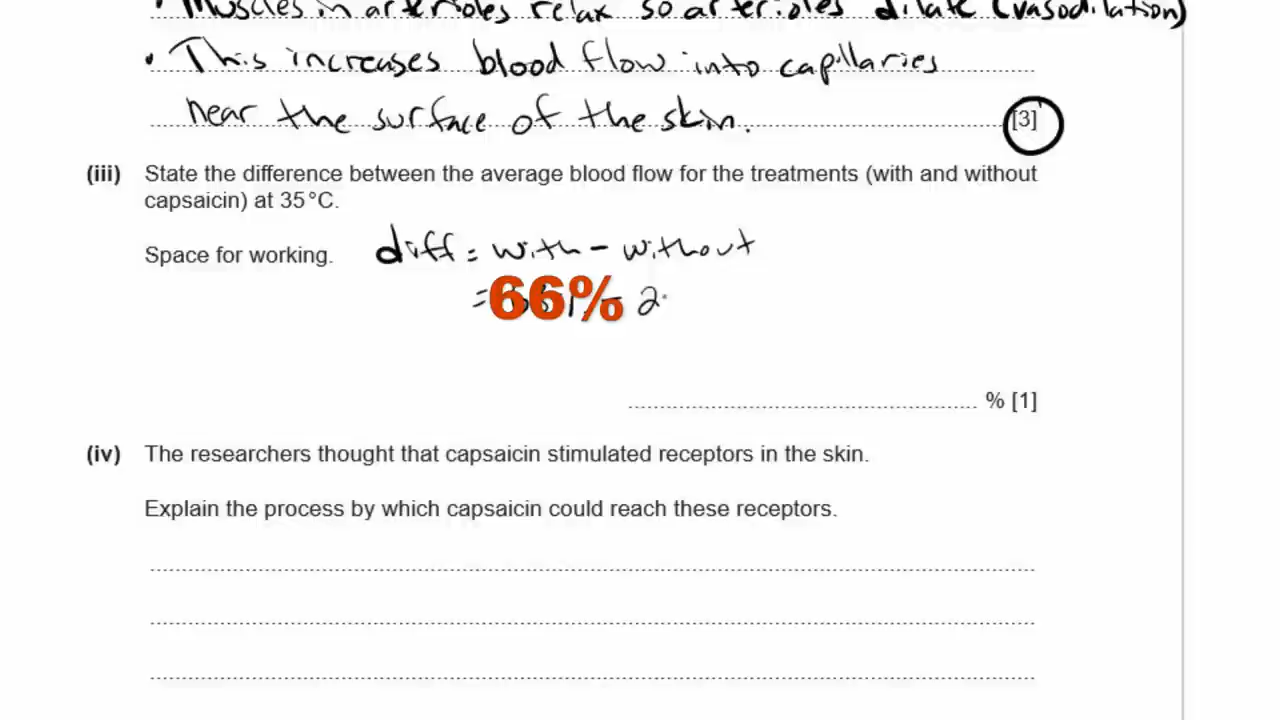 • Muscles in arterioles relax so arterioles dilate (vasodilation)
• This increases blood flow into capillaries
near the surface of the skin.
[3]
(iii) State the difference between the average blood flow for the treatments (with and without
capsaicin) at 35 °C.
Space for working. diff = with - without
= 66% - 2
% [1]
(iv) The researchers thought that capsaicin stimulated receptors in the skin.
Explain the process by which capsaicin could reach these receptors.